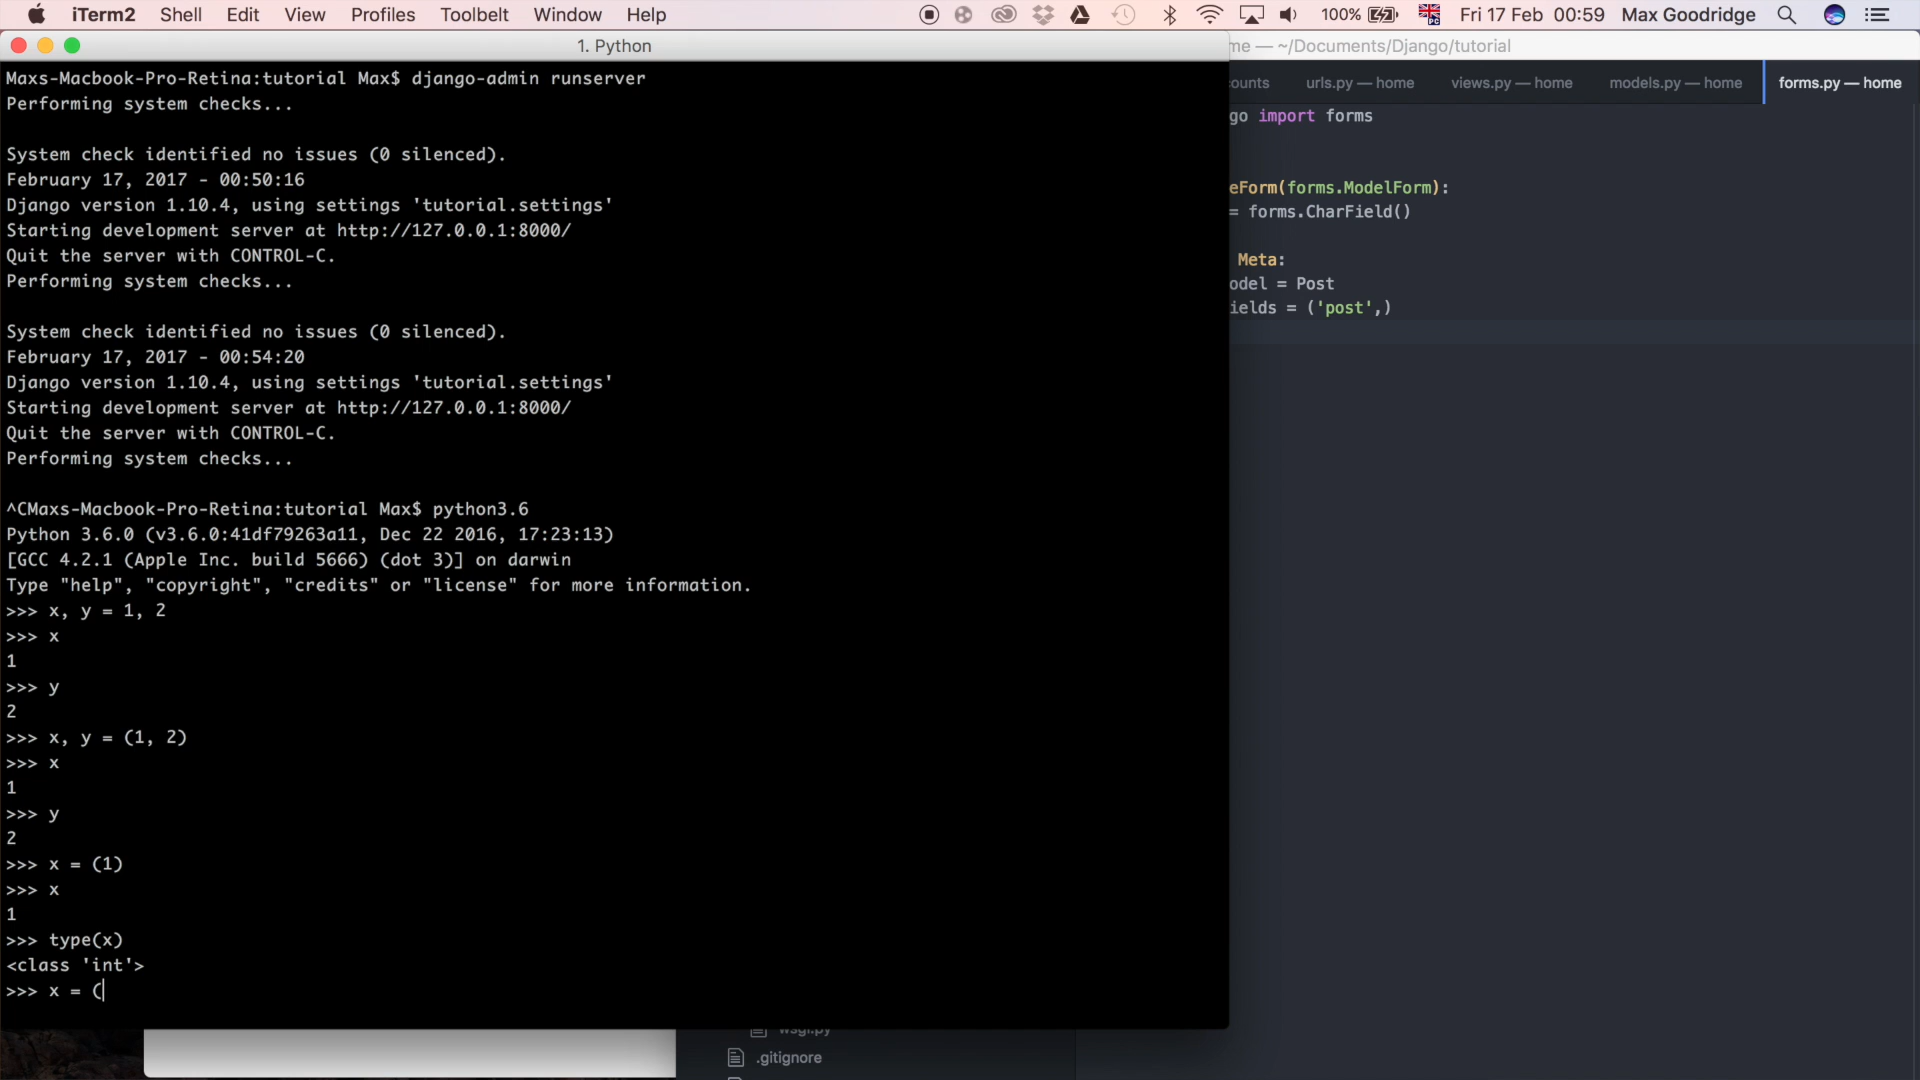 iTerm2 Shell Edit View Profiles Toolbelt Window Help 100% Fri 17 Feb 00:59 Max Goodridge
1. Python
me — ~/Documents/Django/tutorial
Maxs-Macbook-Pro-Retina:tutorial Max$ django-admin runserver
Performing system checks...
System check identified no issues (0 silenced).
February 17, 2017 - 00:50:16
Django version 1.10.4, using settings 'tutorial.settings'
Starting development server at http://127.0.0.1:8000/
Quit the server with CONTROL-C.
Performing system checks...
System check identified no issues (0 silenced).
February 17, 2017 - 00:54:20
Django version 1.10.4, using settings 'tutorial.settings'
Starting development server at http://127.0.0.1:8000/
Quit the server with CONTROL-C.
Performing system checks...
^CMaxs-Macbook-Pro-Retina:tutorial Max$ python3.6
Python 3.6.0 (v3.6.0:41df79263a11, Dec 22 2016, 17:23:13)
[GCC 4.2.1 (Apple Inc. build 5666) (dot 3)] on darwin
Type "help", "copyright", "credits" or "license" for more information.
>>> x, y = 1, 2
>>> x
1
>>> y
2
>>> x, y = (1, 2)
>>> x
1
>>> y
2
>>> x = (1)
>>> x
1
>>> type(x)
<class 'int'>
>>> x = (
ounts urls.py — home views.py — home models.py — home forms.py — home
go import forms
eForm(forms.ModelForm):
= forms.CharField()
Meta:
odel = Post
ields = ('post',)
wsgi.py
.gitignore